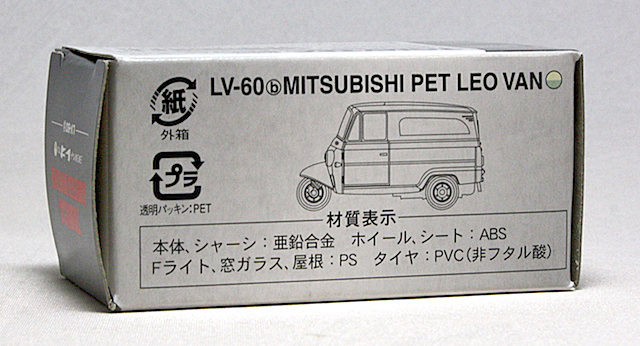 LV-60ⓑMITSUBISHI PET LEO VAN
紙
外箱
プラ
透明パッキン:PET
材質表示
本体、シャーシ:亜鉛合金 ホイール、シート:ABS
Fライト、窓ガラス、屋根:PS タイヤ:PVC(非フタル酸)